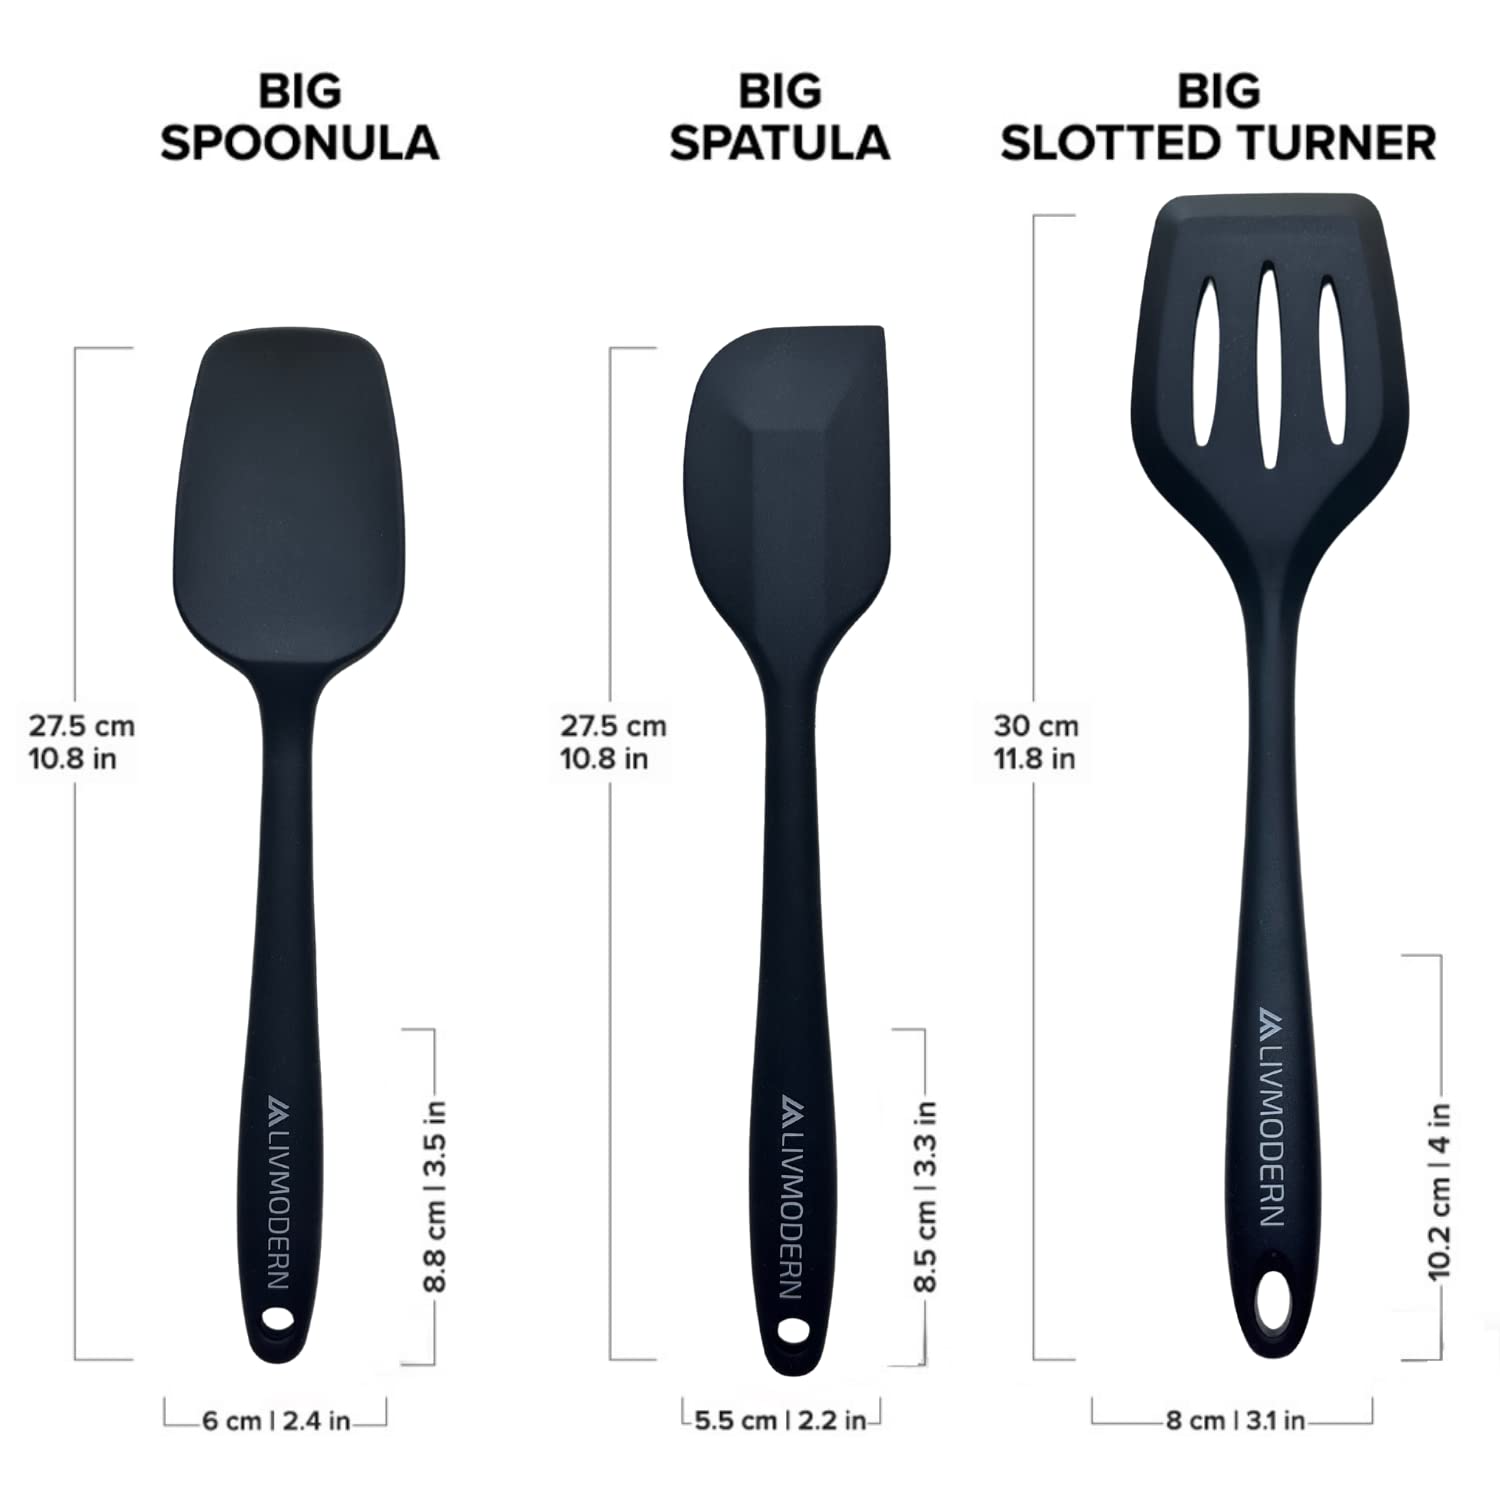 BIG
SPOONULA
BIG
SPATULA
BIG
SLOTTED TURNER
27.5 cm
10.8 in
27.5 cm
10.8 in
30 cm
11.8 in
8.8 cm | 3.5 in
8.5 cm | 3.3 in
10.2 cm | 4 in
LIVMODERN
LIVMODERN
LIVMODERN
6 cm | 2.4 in
5.5 cm | 2.2 in
8 cm | 3.1 in